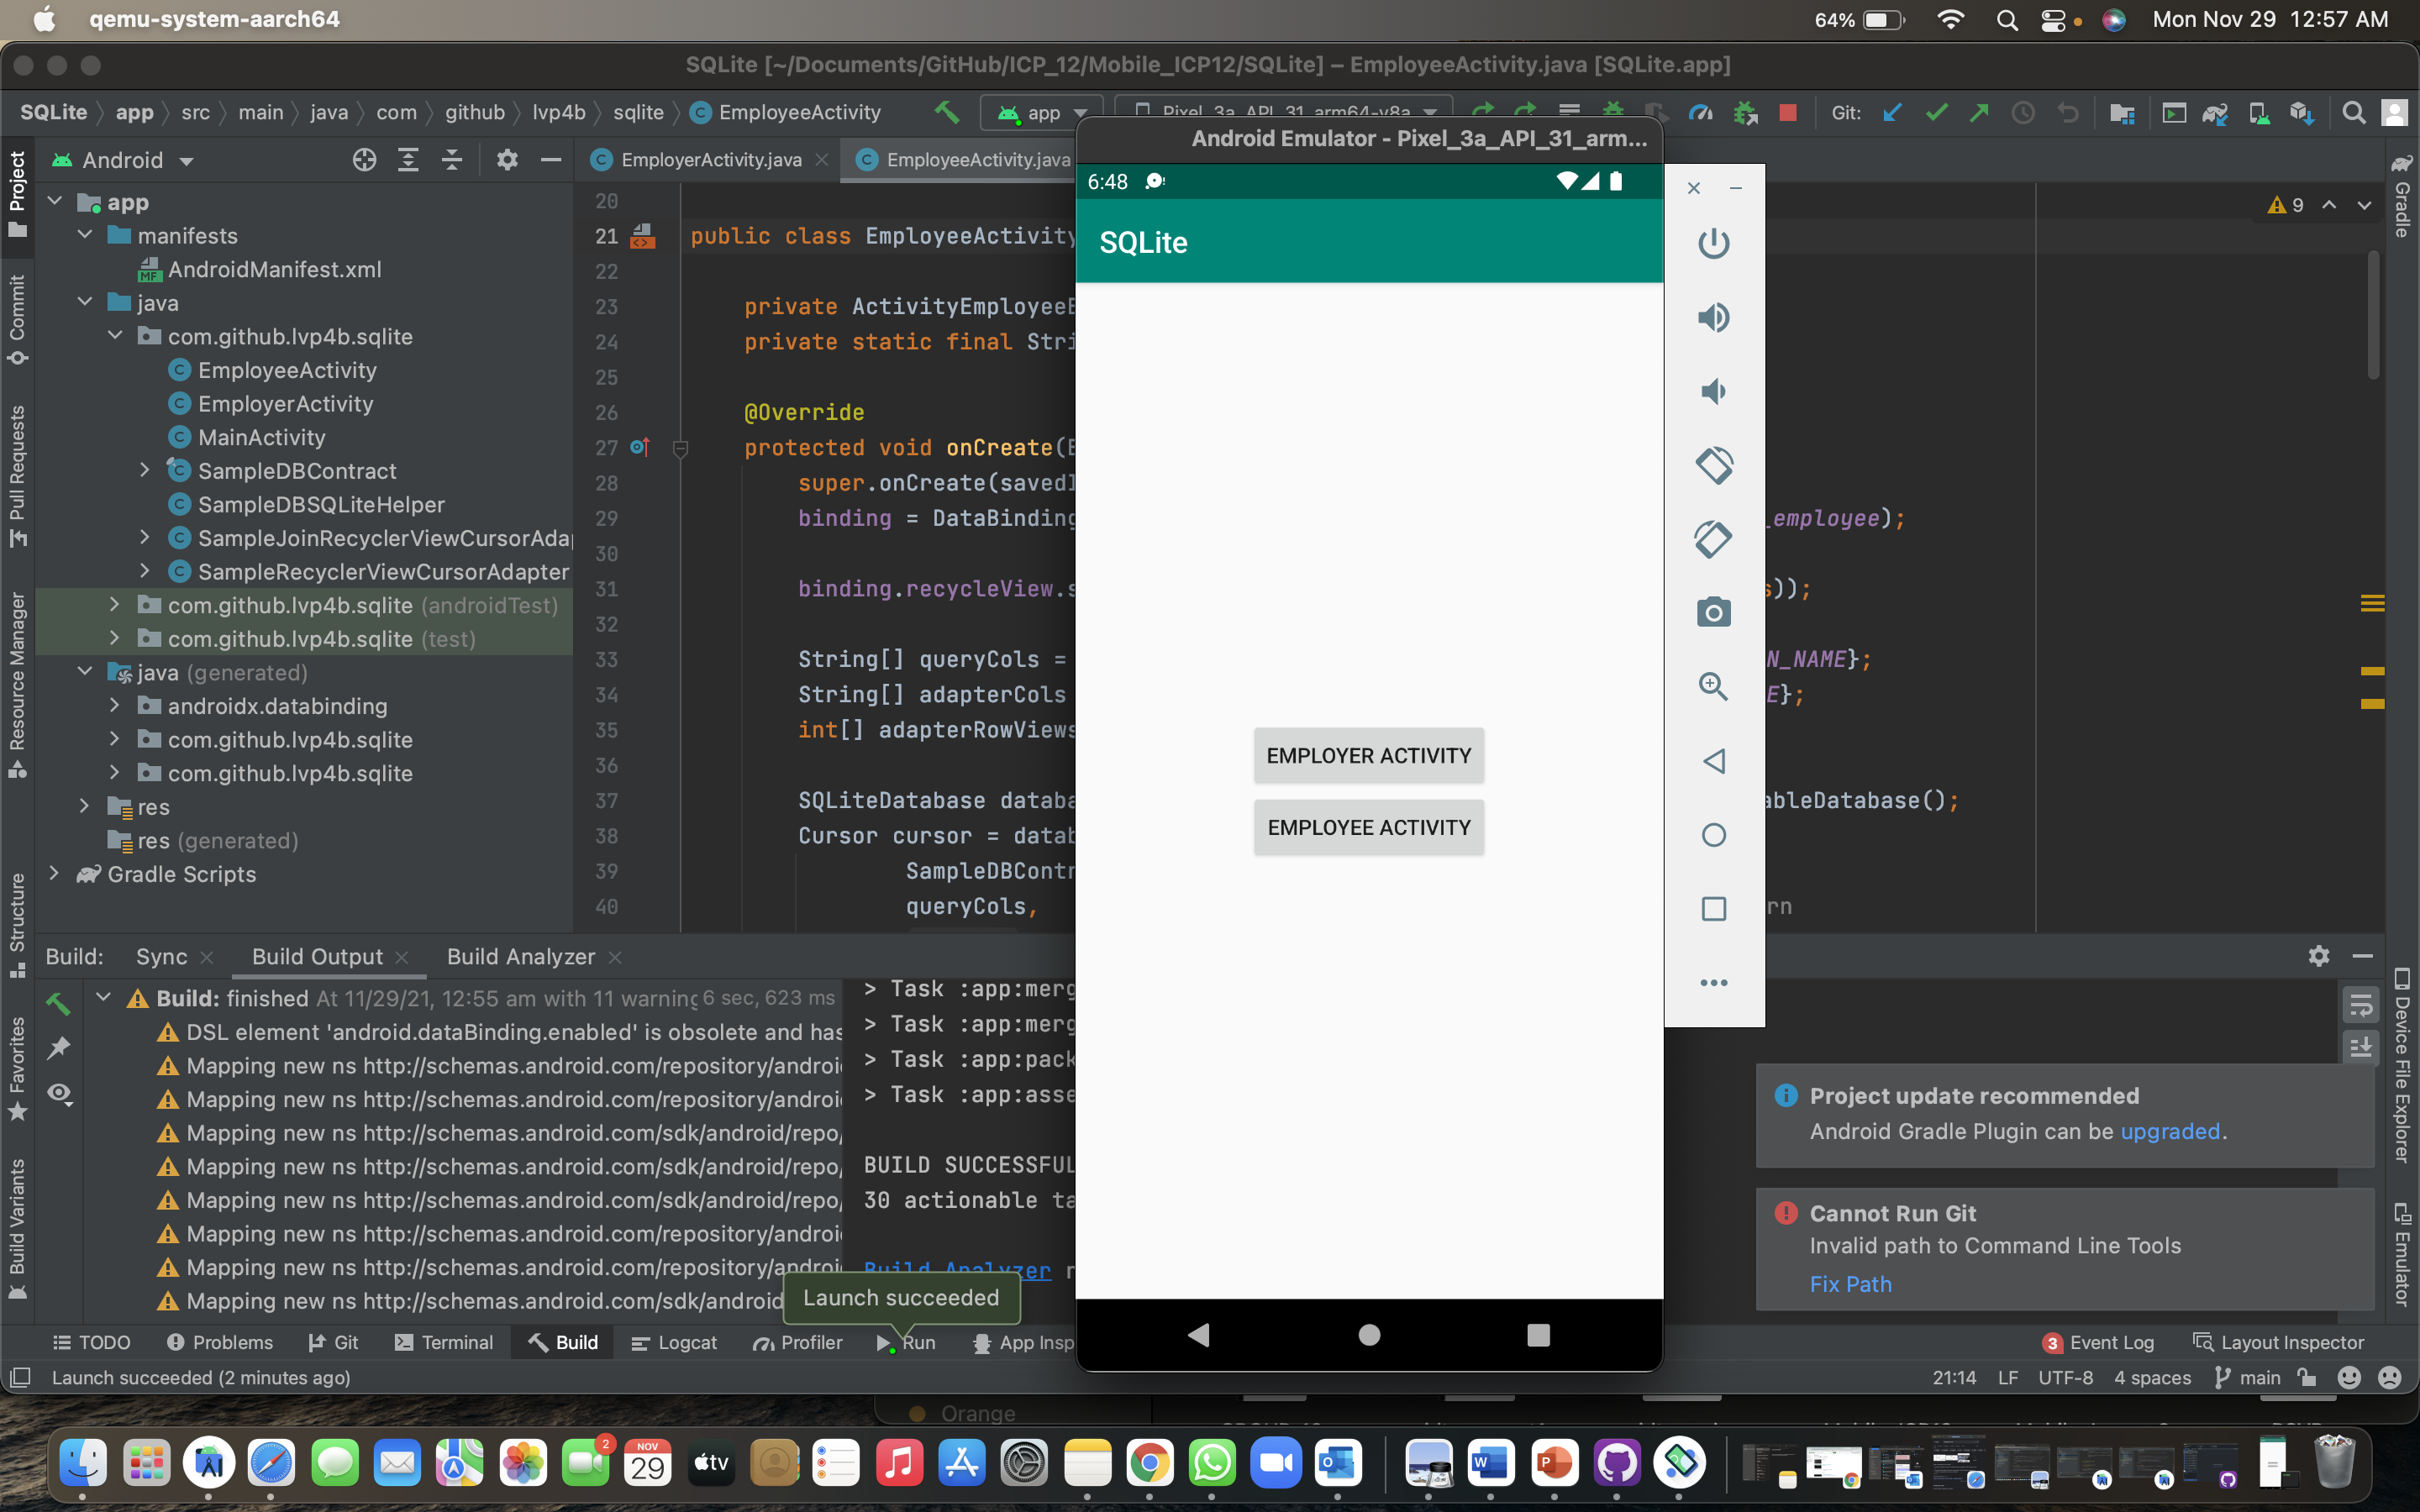 qemu-system-aarch64
64%
Mon Nov 29 12:57 AM
SQLite [~/Documents/GitHub/ICP_12/Mobile_ICP12/SQLite] – EmployeeActivity.java [SQLite.app]
SQLite app src main java com github lvp4b sqlite EmployeeActivity
app
Pixel_3a_API_31_arm64-v8a
Git:
Project
Commit
Pull Requests
Resource Manager
Structure
Favorites
Build Variants
Android
app
manifests
AndroidManifest.xml
java
com.github.lvp4b.sqlite
EmployeeActivity
EmployerActivity
MainActivity
SampleDBContract
SampleDBSQLiteHelper
SampleJoinRecyclerViewCursorAda
SampleRecyclerViewCursorAdapter
com.github.lvp4b.sqlite (androidTest)
com.github.lvp4b.sqlite (test)
java (generated)
androidx.databinding
com.github.lvp4b.sqlite
com.github.lvp4b.sqlite
res
res (generated)
Gradle Scripts
EmployerActivity.java
EmployeeActivity.java
9
20
21 public class EmployeeActivity
22
23 private ActivityEmployeeB
24 private static final Stri
25
26 @Override
27 protected void onCreate(B
28 super.onCreate(savedI
29 binding = DataBinding _employee);
30
31 binding.recycleView.s s));
32
33 String[] queryCols = N_NAME};
34 String[] adapterCols E};
35 int[] adapterRowViews
36
37 SQLiteDatabase databa ableDatabase();
38 Cursor cursor = datab
39 SampleDBContr
40 queryCols, rn
Android Emulator - Pixel_3a_API_31_arm...
6:48
SQLite
EMPLOYER ACTIVITY
EMPLOYEE ACTIVITY
Gradle
Device File Explorer
Emulator
Build:
Sync
Build Output
Build Analyzer
Build: finished At 11/29/21, 12:55 am with 11 warning 6 sec, 623 ms
DSL element 'android.dataBinding.enabled' is obsolete and has
Mapping new ns http://schemas.android.com/repository/androi
Mapping new ns http://schemas.android.com/repository/androi
Mapping new ns http://schemas.android.com/sdk/android/repo/
Mapping new ns http://schemas.android.com/sdk/android/repo/
Mapping new ns http://schemas.android.com/sdk/android/repo/
Mapping new ns http://schemas.android.com/repository/androi
Mapping new ns http://schemas.android.com/repository/androi
Mapping new ns http://schemas.android.com/sdk/android
> Task :app:merg
> Task :app:merg
> Task :app:pack
> Task :app:asse
BUILD SUCCESSFUL
30 actionable ta
Build Analyzer
Launch succeeded
Project update recommended
Android Gradle Plugin can be upgraded.
Cannot Run Git
Invalid path to Command Line Tools
Fix Path
TODO
Problems
Git
Terminal
Build
Logcat
Profiler
Run
App Insp
3 Event Log
Layout Inspector
Launch succeeded (2 minutes ago)
21:14 LF UTF-8 4 spaces main
Orange
2
NOV
29
tv